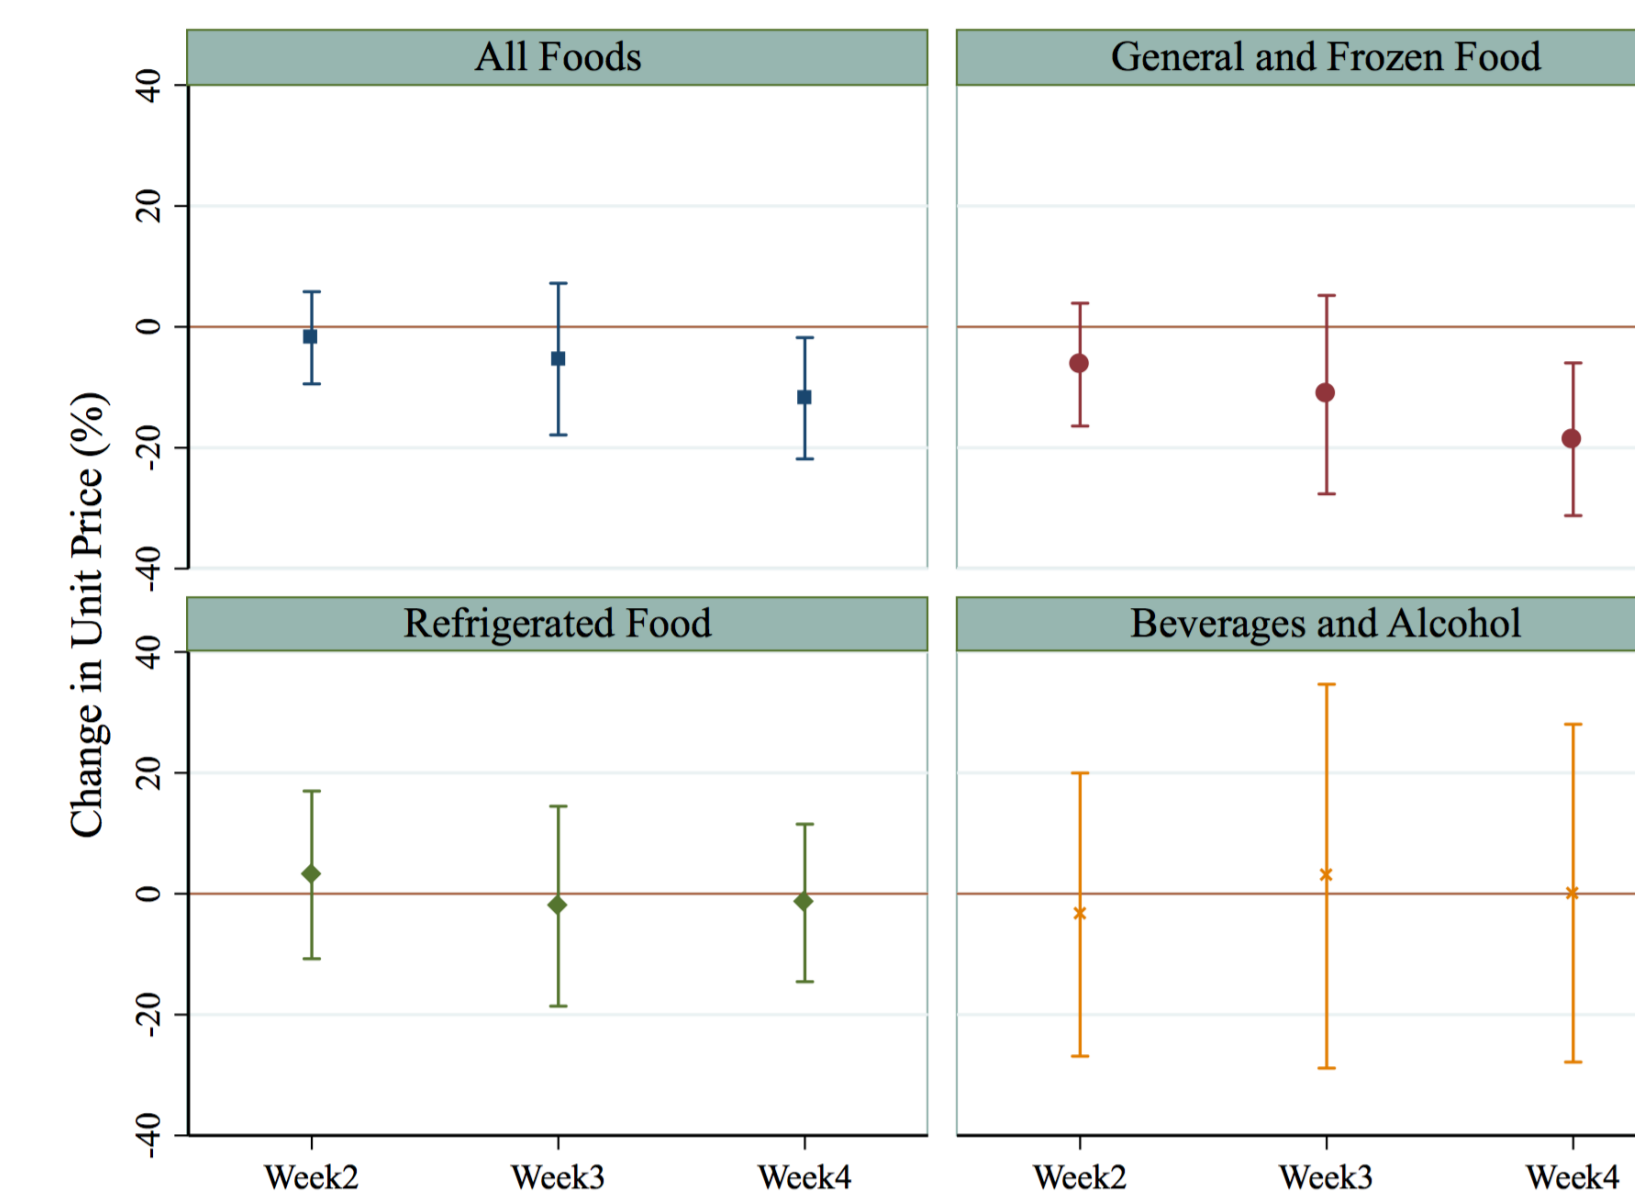 All Foods
General and Frozen Food
40
20
0
-20
-40
Change in Unit Price (%)
Refrigerated Food
Beverages and Alcohol
40
20
0
-20
-40
Week2
Week3
Week4
Week2
Week3
Week4